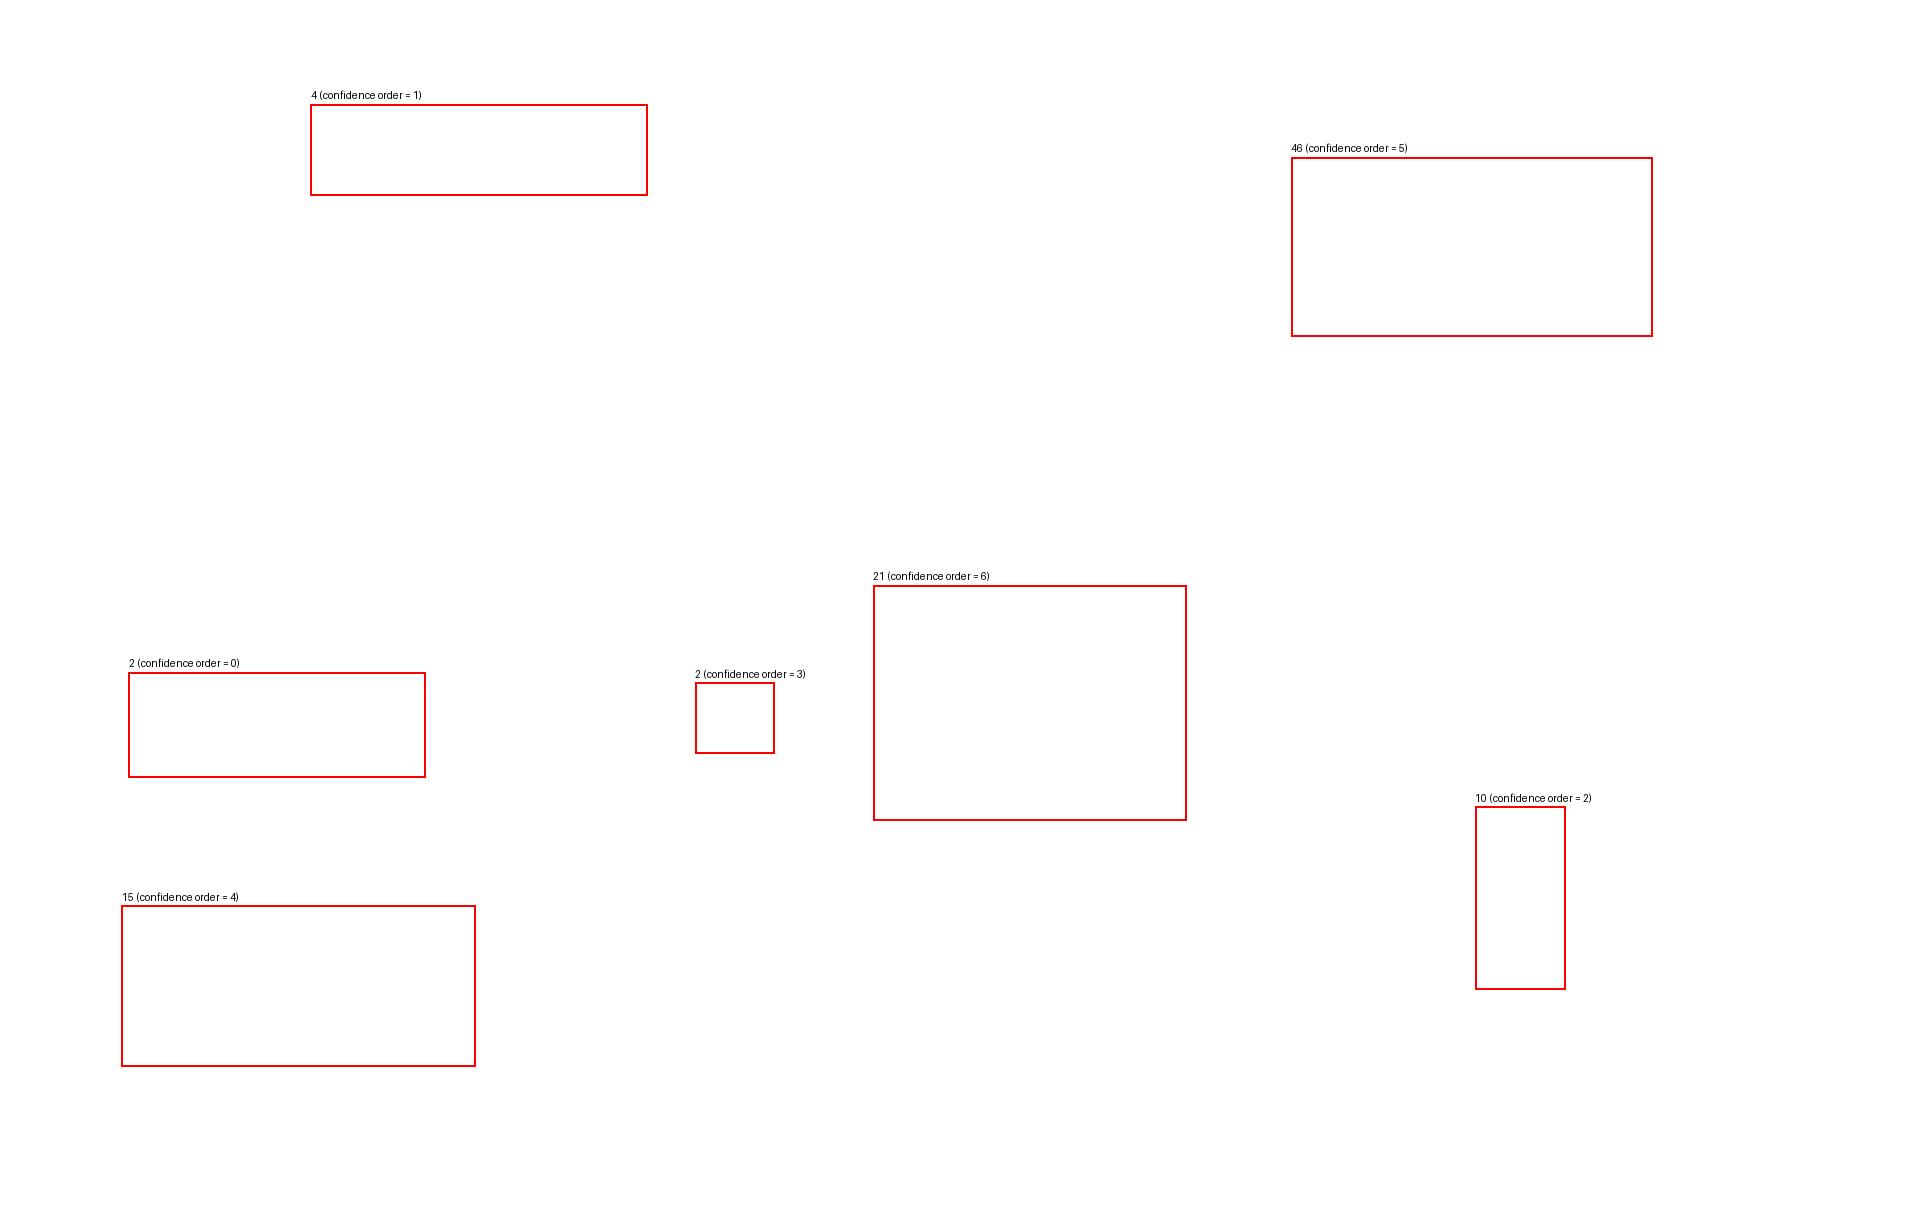 4 (confidence order = 1)
46 (confidence order = 5)
21 (confidence order = 6)
2 (confidence order = 0)
2 (confidence order = 3)
10 (confidence order = 2)
15 (confidence order = 4)